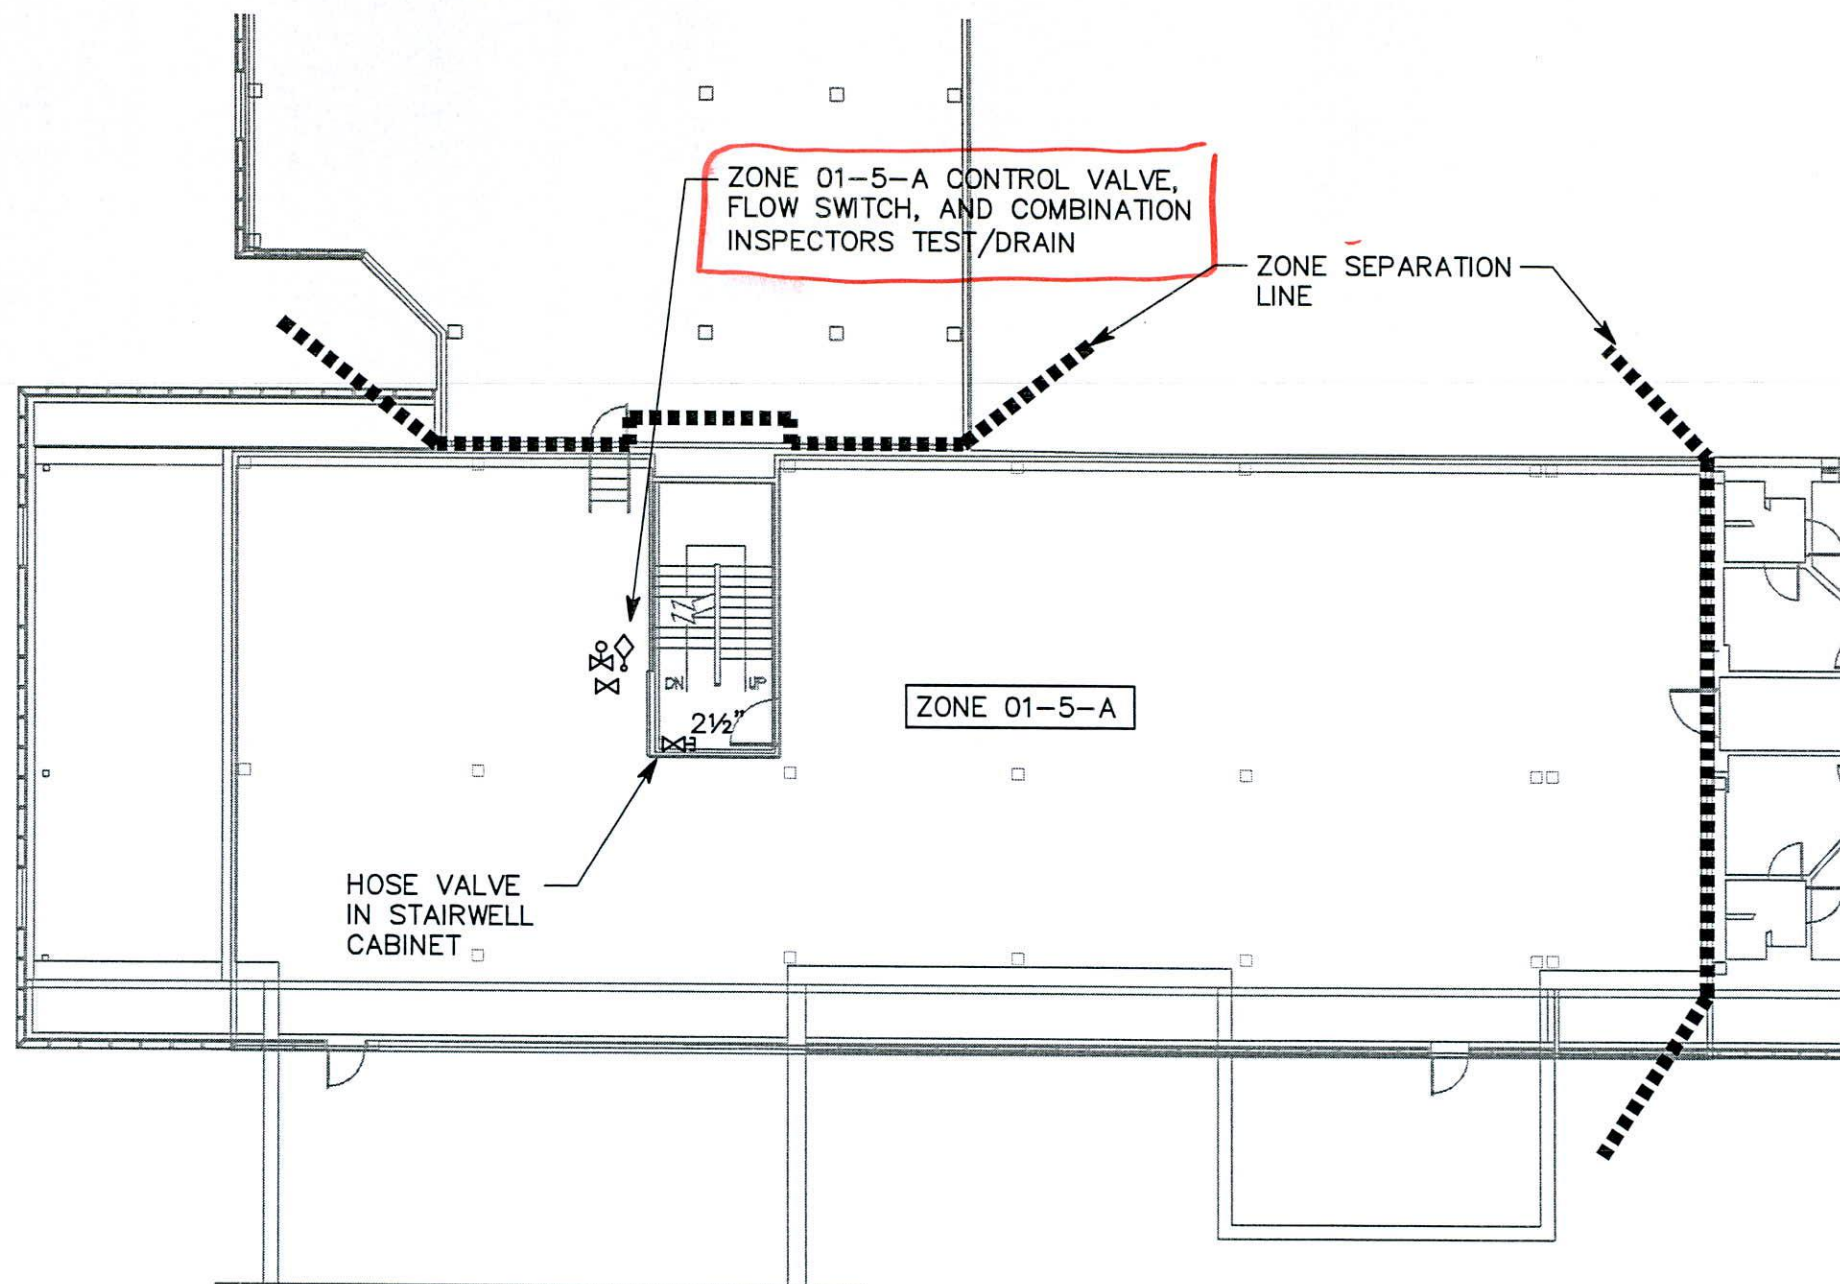 ZONE 01-5-A CONTROL VALVE,
FLOW SWITCH, AND COMBINATION
INSPECTORS TEST/DRAIN
ZONE SEPARATION
LINE
DN
UP
2½"
ZONE 01-5-A
HOSE VALVE
IN STAIRWELL
CABINET